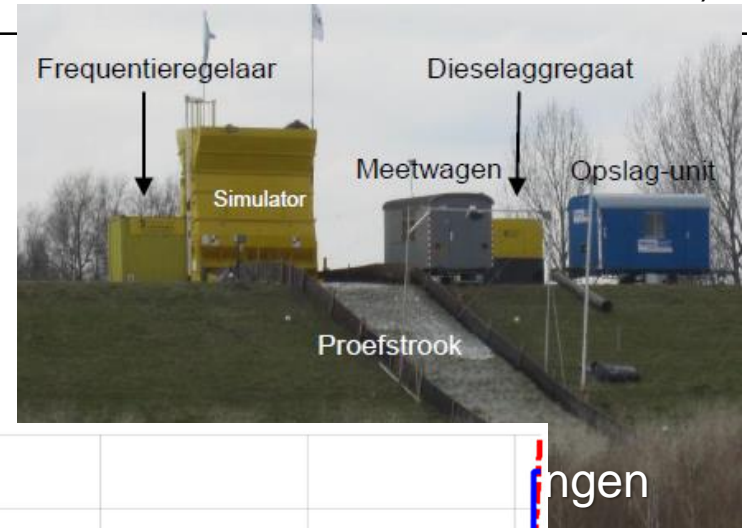 Frequentieregelaar
Dieselaggregaat
Meetwagen
Opslag-unit
Simulator
Proefstrook
ngen